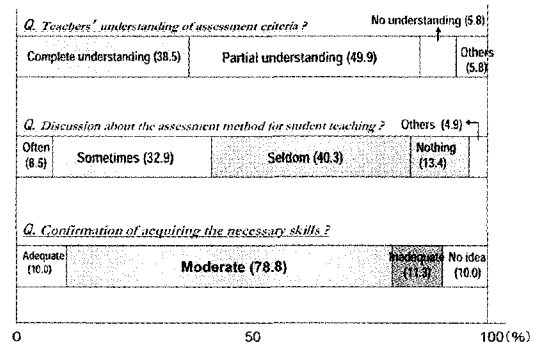 No understanding (5.8)
Q. Teachers' understanding of assessment criteria ?
Complete understanding (38.5) Partial understanding (49.9) Others (5.8)
Q. Discussion about the assessment method for student teaching ? Others (4.9)
Often (8.5) Sometimes (32.9) Seldom (40.3) Nothing (13.4)
Q. Confirmation of acquiring the necessary skills ?
Adequate (10.0) Moderate (78.8) Inadequate (11.3) No idea (10.0)
0 50 100(%)